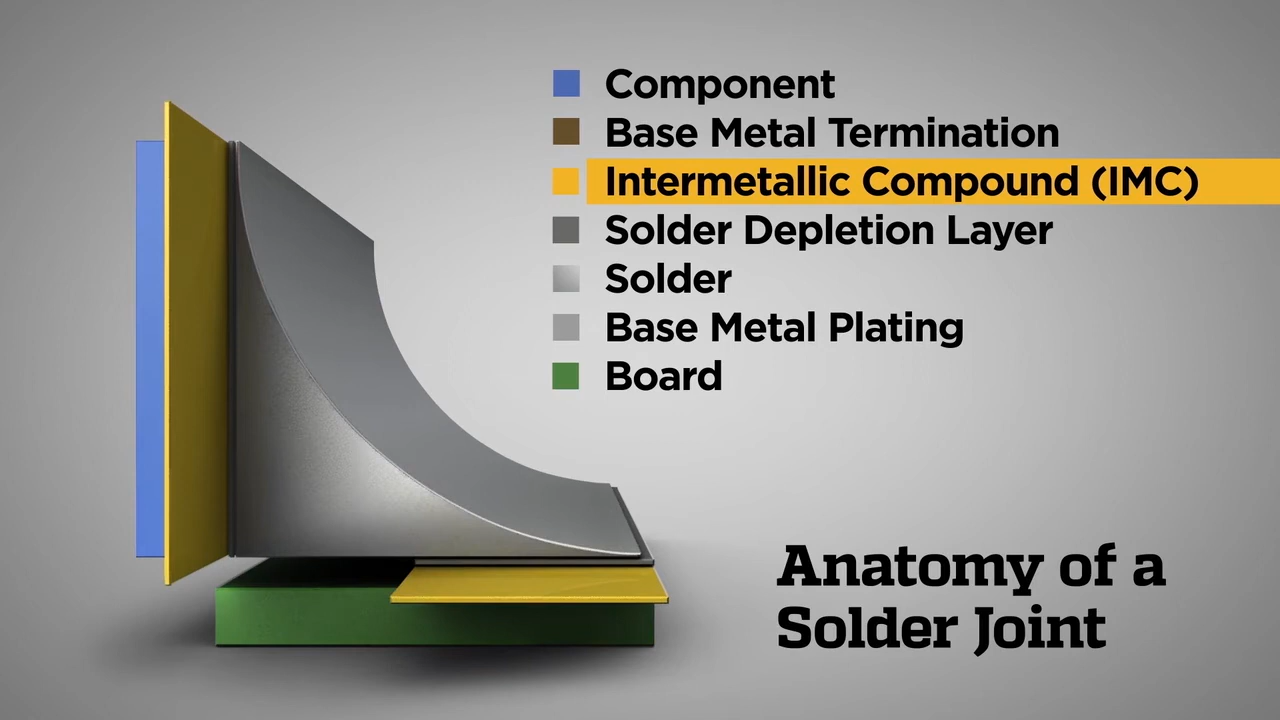 Component
Base Metal Termination
Intermetallic Compound (IMC)
Solder Depletion Layer
Solder
Base Metal Plating
Board
Anatomy of a
Solder Joint